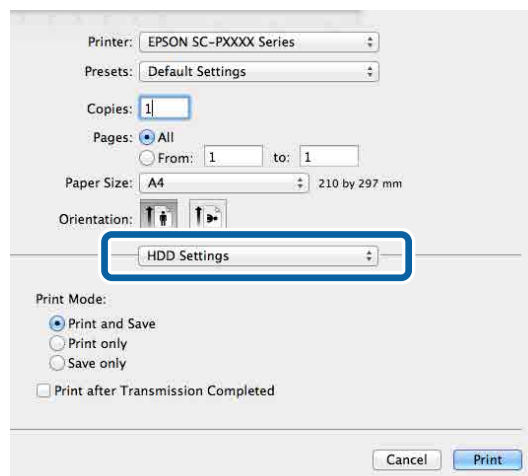 Printer: EPSON SC-PXXXX Series
Presets: Default Settings
Copies: 1
Pages: All
From: 1 to: 1
Paper Size: A4 210 by 297 mm
Orientation:
HDD Settings
Print Mode:
Print and Save
Print only
Save only
Print after Transmission Completed
Cancel Print